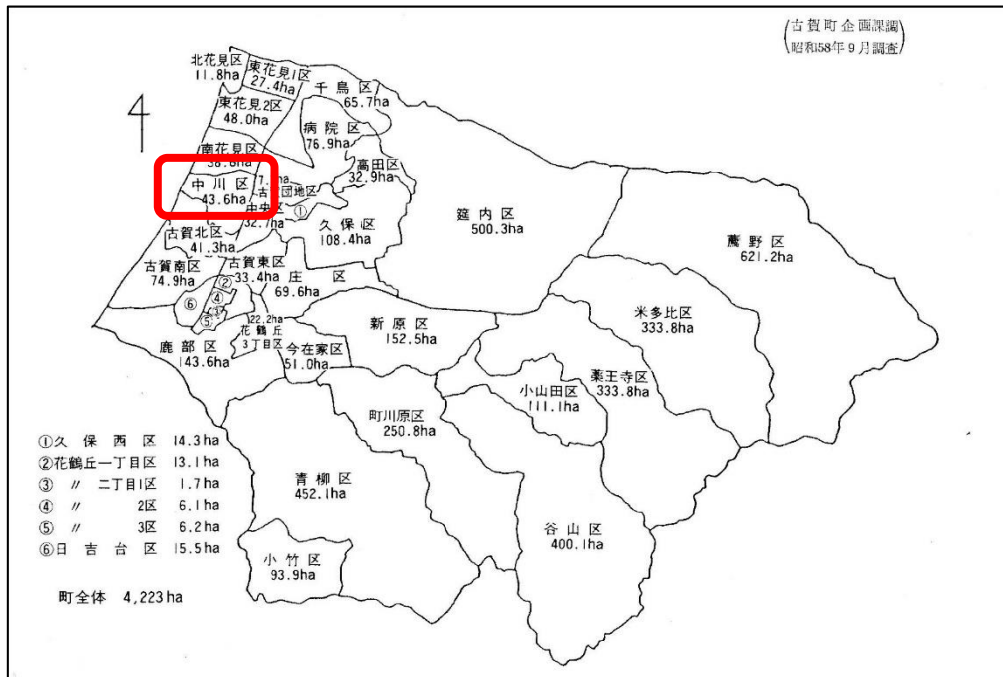 古賀町企画課調
昭和58年9月調査
北花見区
11.8ha
東花見1区
27.4ha
千鳥区
65.7ha
東花見2区
48.0ha
病院区
76.9ha
南花見区
38.6ha
高田区
32.9ha
中川区
43.6ha
古賀団地区
中央区
32.7ha
①
久保区
108.4ha
筵内区
500.3ha
薦野区
621.2ha
古賀北区
41.3ha
古賀南区
74.9ha
古賀東区
33.4ha
庄区
69.6ha
②
④
③
⑤
⑥
22.2ha
花鶴丘
3丁目区
新原区
152.5ha
米多比区
333.8ha
鹿部区
143.6ha
今在家区
51.0ha
小山田区
111.1ha
薬王寺区
333.8ha
町川原区
250.8ha
青柳区
452.1ha
谷山区
400.1ha
小竹区
93.9ha
①久保西区 14.3ha
②花鶴丘一丁目区 13.1ha
③ 〃 二丁目1区 1.7ha
④ 〃 2区 6.1ha
⑤ 〃 3区 6.2ha
⑥日吉台区 15.5ha
町全体 4,223ha